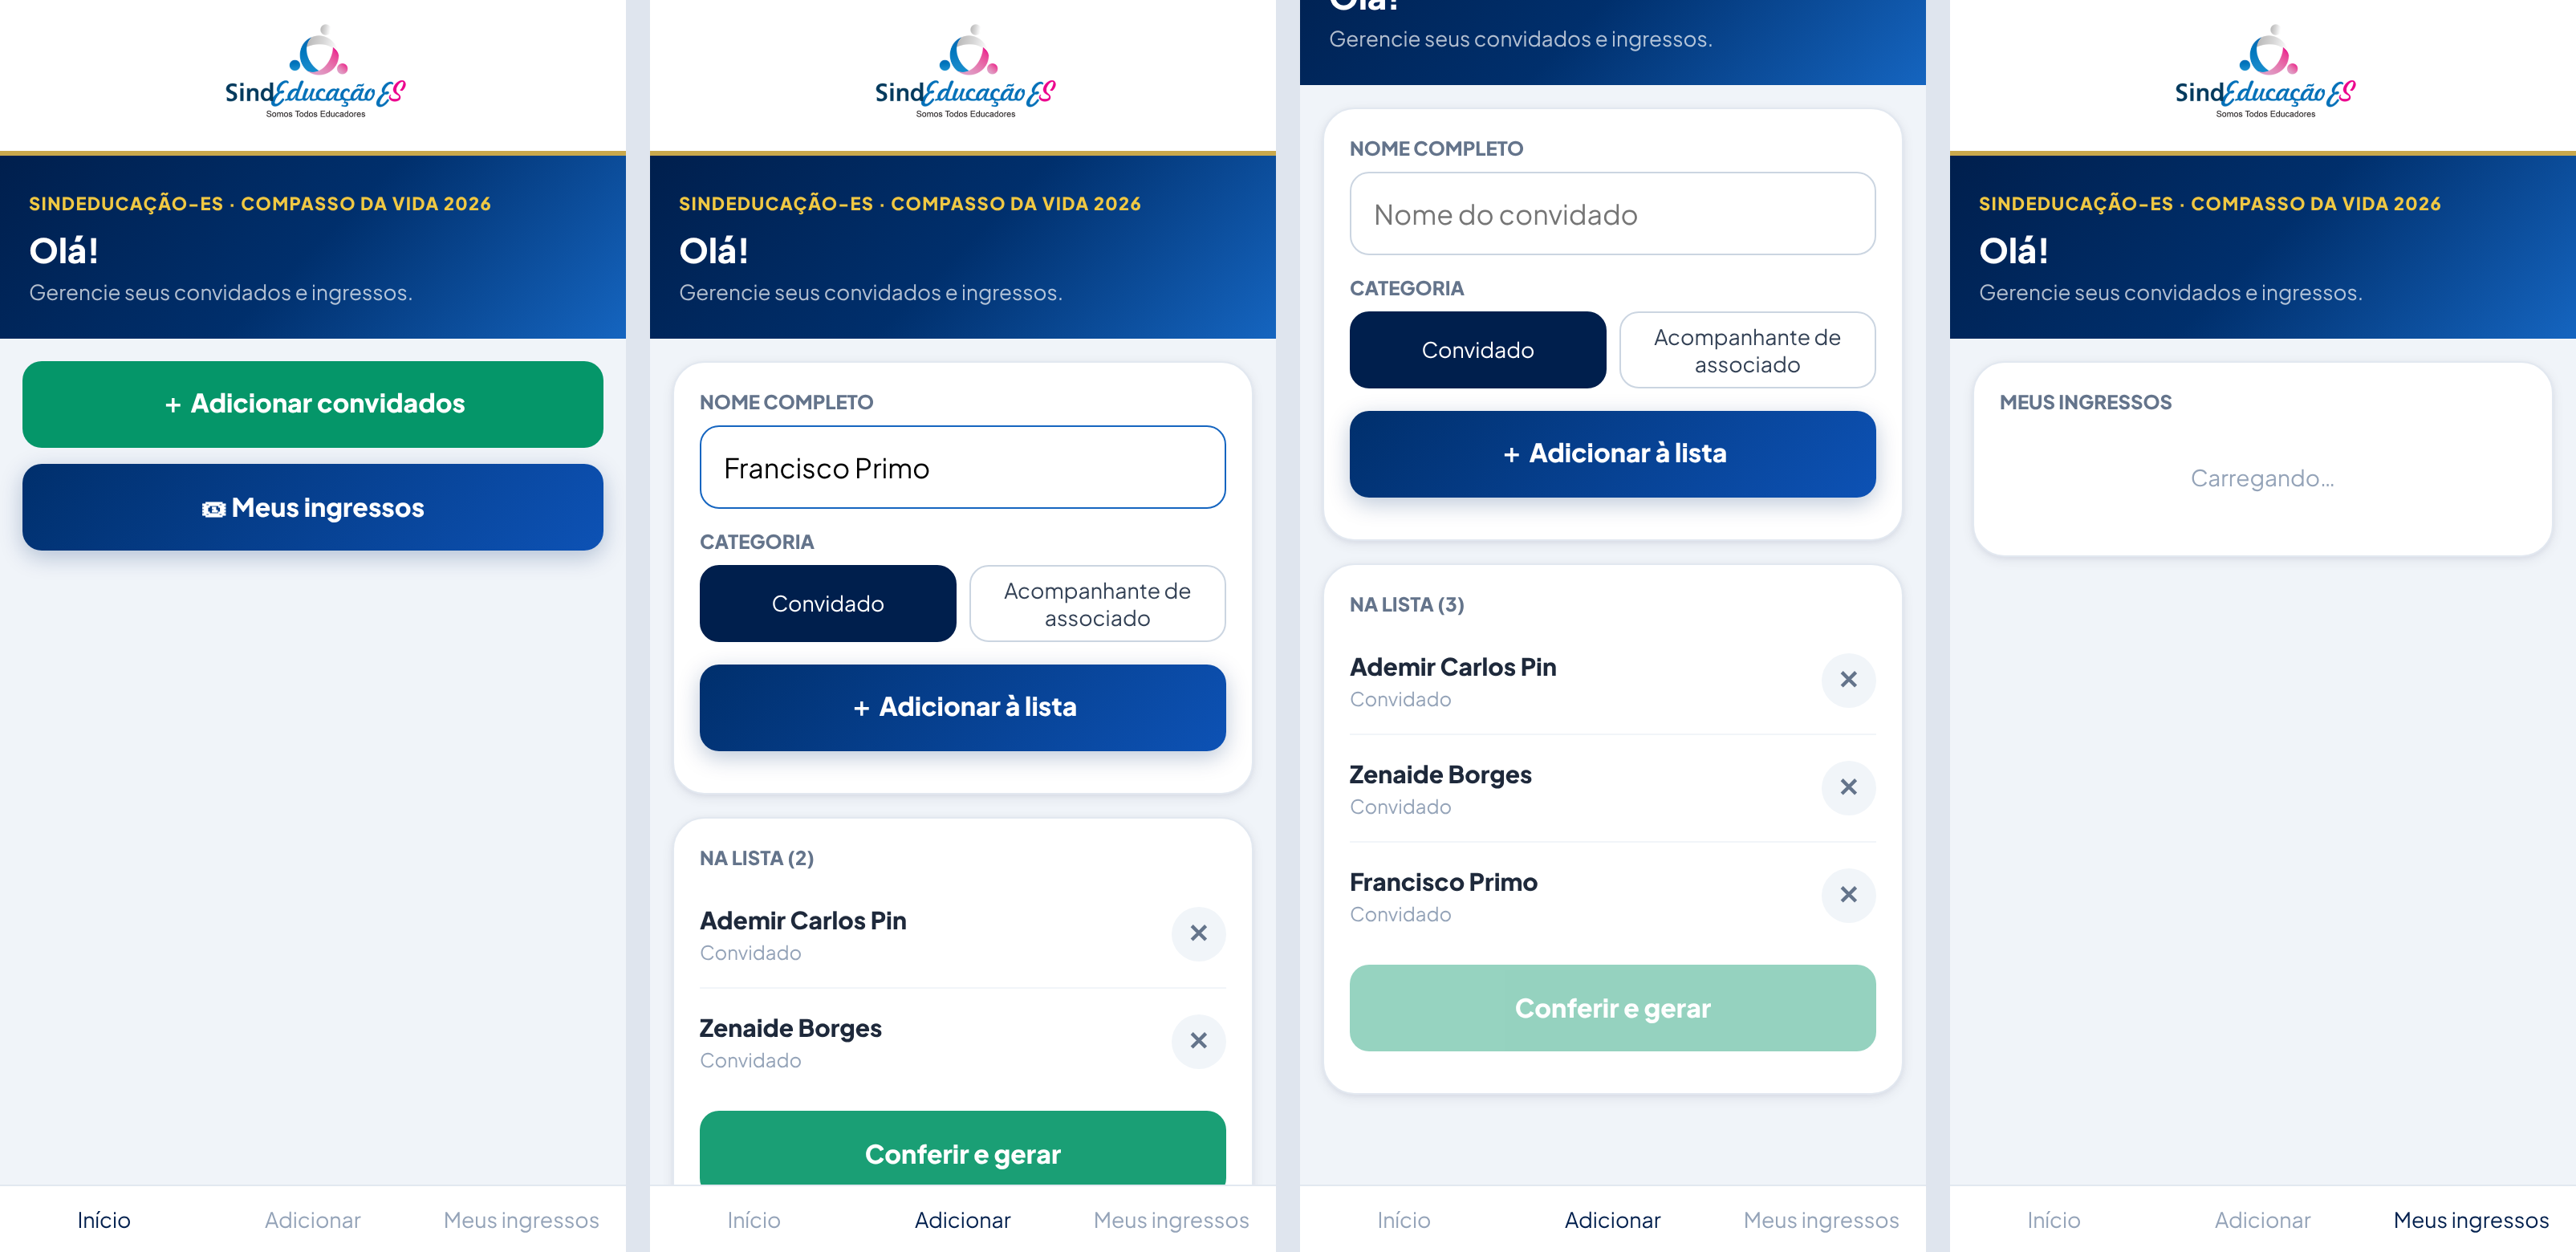 SindEducação ES
Somos Todos Educadores
SINDEDUCAÇÃO-ES · COMPASSO DA VIDA 2026
Olá!
Gerencie seus convidados e ingressos.
+ Adicionar convidados
🎟 Meus ingressos
Início Adicionar Meus ingressos
SindEducação ES
Somos Todos Educadores
SINDEDUCAÇÃO-ES · COMPASSO DA VIDA 2026
Olá!
Gerencie seus convidados e ingressos.
NOME COMPLETO
Francisco Primo
CATEGORIA
Convidado
Acompanhante de
associado
+ Adicionar à lista
NA LISTA (2)
Ademir Carlos Pin
Convidado
✕
Zenaide Borges
Convidado
✕
Conferir e gerar
Início Adicionar Meus ingressos
Olá!
Gerencie seus convidados e ingressos.
NOME COMPLETO
Nome do convidado
CATEGORIA
Convidado
Acompanhante de
associado
+ Adicionar à lista
NA LISTA (3)
Ademir Carlos Pin
Convidado
✕
Zenaide Borges
Convidado
✕
Francisco Primo
Convidado
✕
Conferir e gerar
Início Adicionar Meus ingressos
SindEducação ES
Somos Todos Educadores
SINDEDUCAÇÃO-ES · COMPASSO DA VIDA 2026
Olá!
Gerencie seus convidados e ingressos.
MEUS INGRESSOS
Carregando...
Início Adicionar Meus ingressos